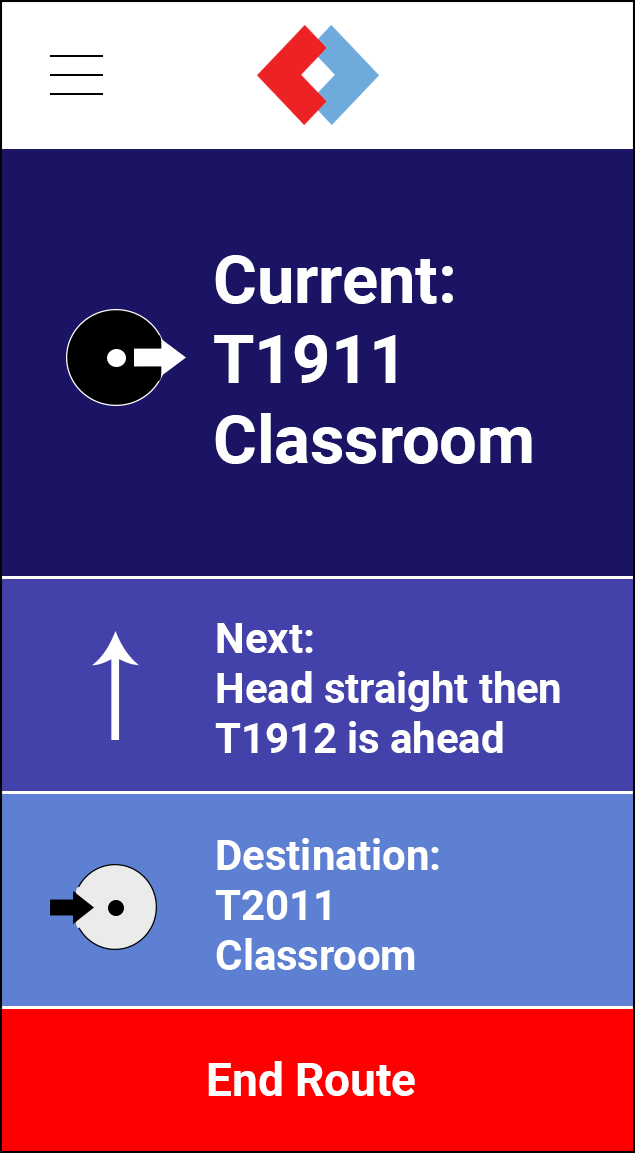 Current:
T1911
Classroom
Next:
Head straight then
T1912 is ahead
Destination:
T2011
Classroom
End Route